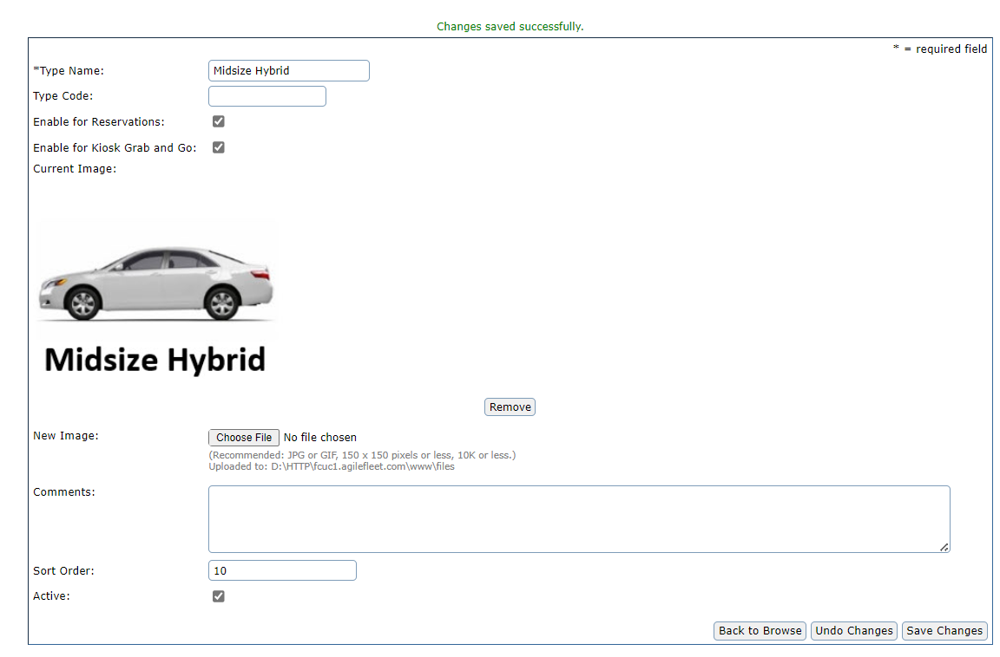 Changes saved successfully.
* = required field
*Type Name: Midsize Hybrid
Type Code:
Enable for Reservations:
Enable for Kiosk Grab and Go:
Current Image:
Midsize Hybrid
Remove
New Image: Choose File No file chosen
(Recommended: JPG or GIF, 150 x 150 pixels or less, 10K or less.)
Uploaded to: D:\HTTP\fcuc1.agilefleet.com\www\files
Comments:
Sort Order: 10
Active:
Back to Browse Undo Changes Save Changes